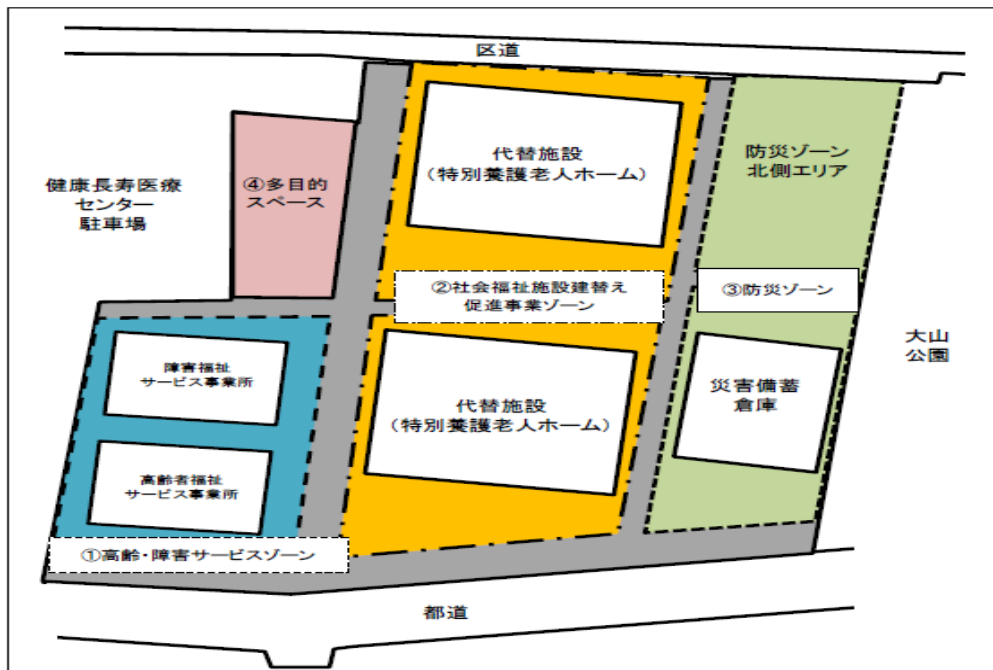 区道
代替施設
（特別養護老人ホーム）
防災ゾーン
北側エリア
健康長寿医療
センター
駐車場
④多目的
スペース
②社会福祉施設建替え
促進事業ゾーン
③防災ゾーン
大山
公園
障害福祉
サービス事業所
代替施設
（特別養護老人ホーム）
災害備蓄
倉庫
高齢者福祉
サービス事業所
①高齢・障害サービスゾーン
都道